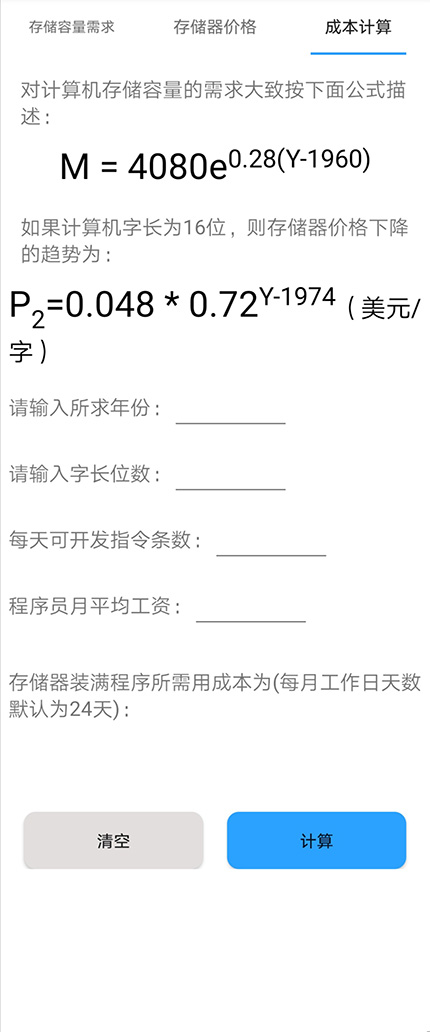 存储容量需求 存储器价格 成本计算
对计算机存储容量的需求大致按下面公式描
述：
M = 4080e^0.28(Y-1960)
如果计算机字长为16位，则存储器价格下降
的趋势为：
P₂=0.048 * 0.72^Y-1974（美元/
字）
请输入所求年份：
请输入字长位数：
每天可开发指令条数：
程序员月平均工资：
存储器装满程序所需用成本为(每月工作日天数
默认为24天)：
清空 计算